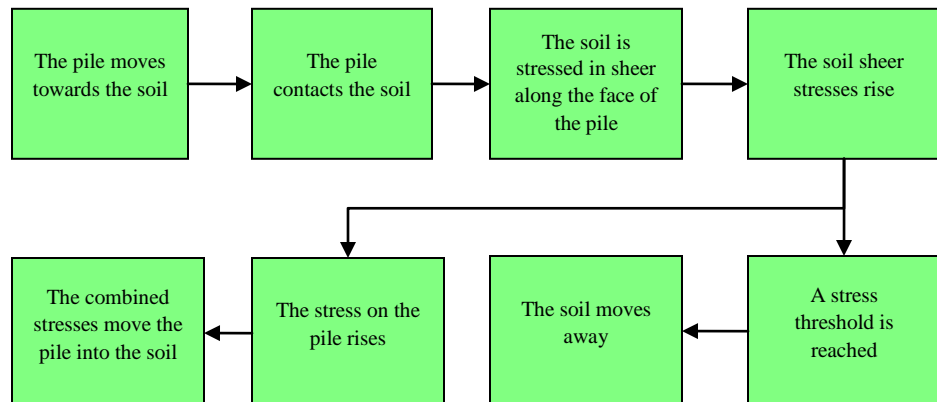 The pile moves
towards the soil
The pile
contacts the soil
The soil is
stressed in sheer
along the face of
the pile
The soil sheer
stresses rise
The combined
stresses move the
pile into the soil
The stress on the
pile rises
The soil moves
away
A stress
threshold is
reached